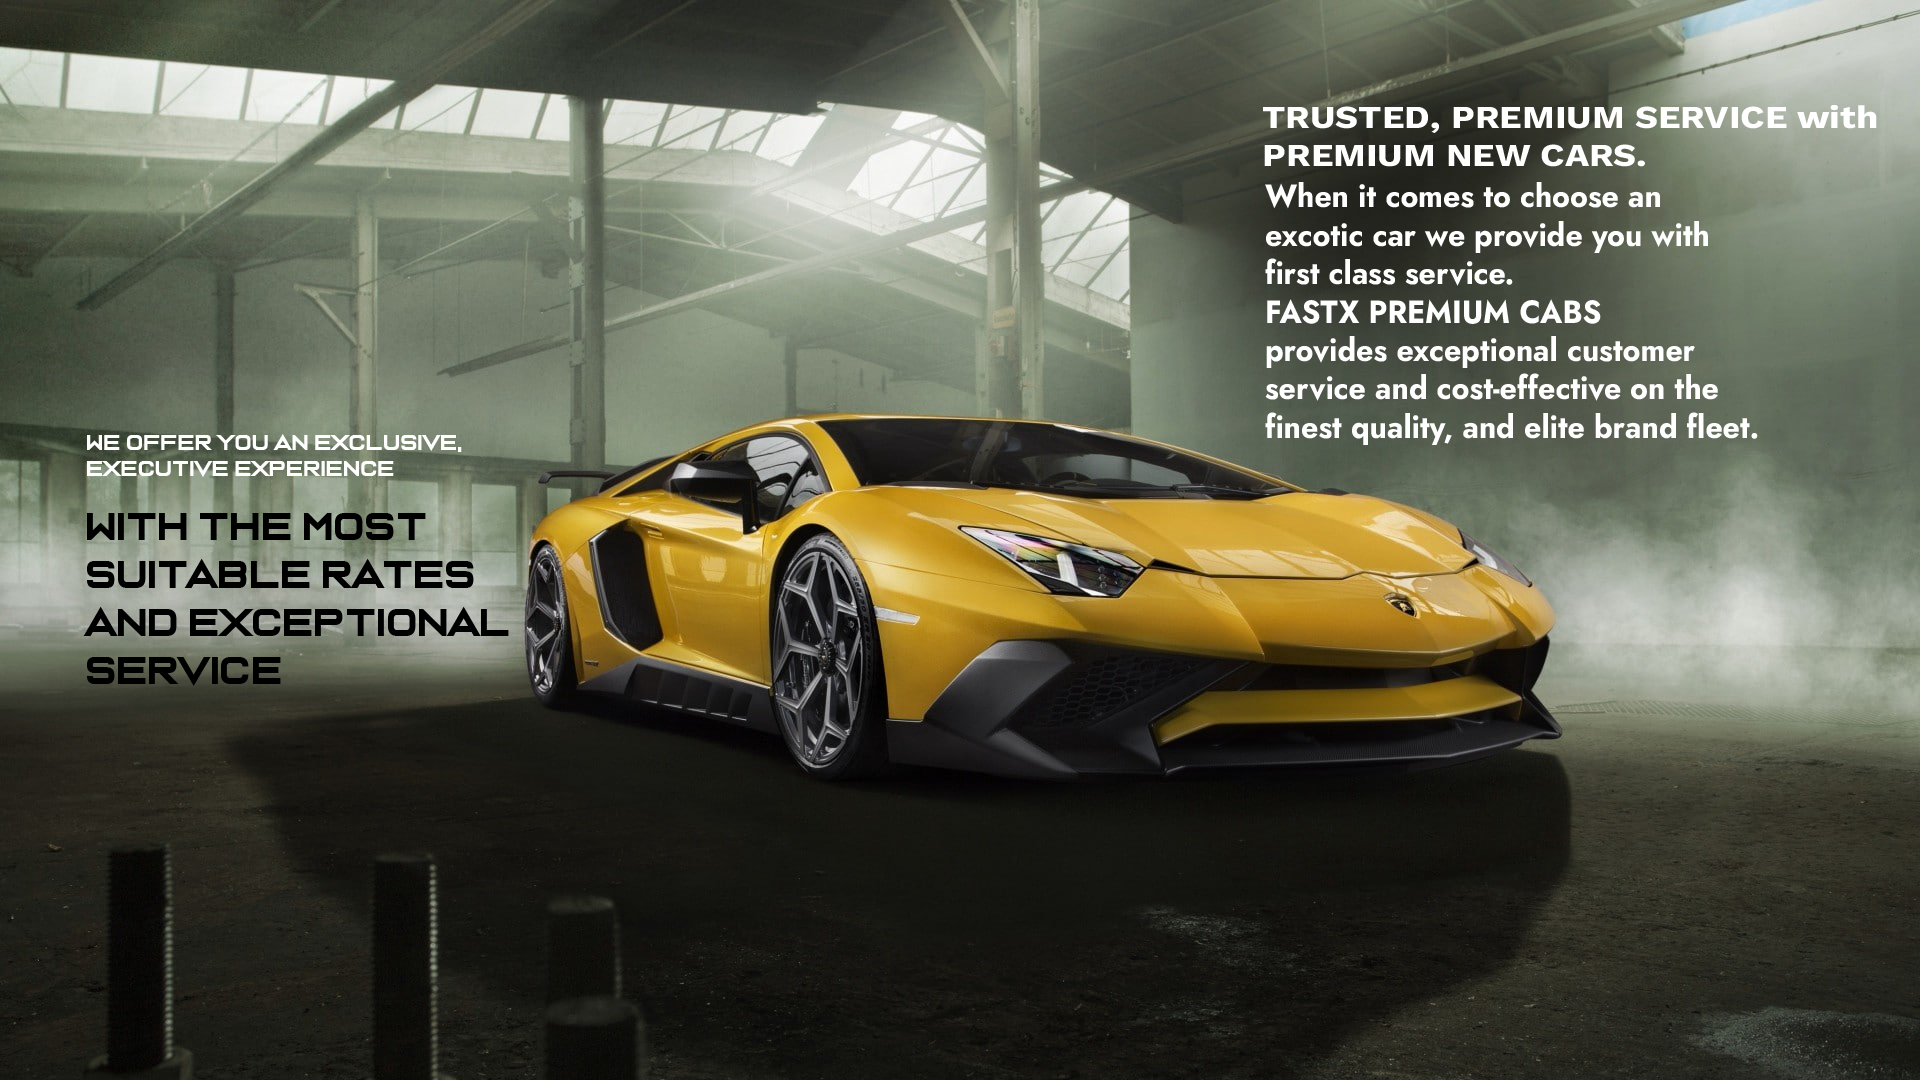 TRUSTED, PREMIUM SERVICE with
PREMIUM NEW CARS.
When it comes to choose an
excotic car we provide you with
first class service.
FASTX PREMIUM CABS
provides exceptional customer
service and cost-effective on the
finest quality, and elite brand fleet.
WE OFFER YOU AN EXCLUSIVE,
EXECUTIVE EXPERIENCE
WITH THE MOST
SUITABLE RATES
AND EXCEPTIONAL
SERVICE